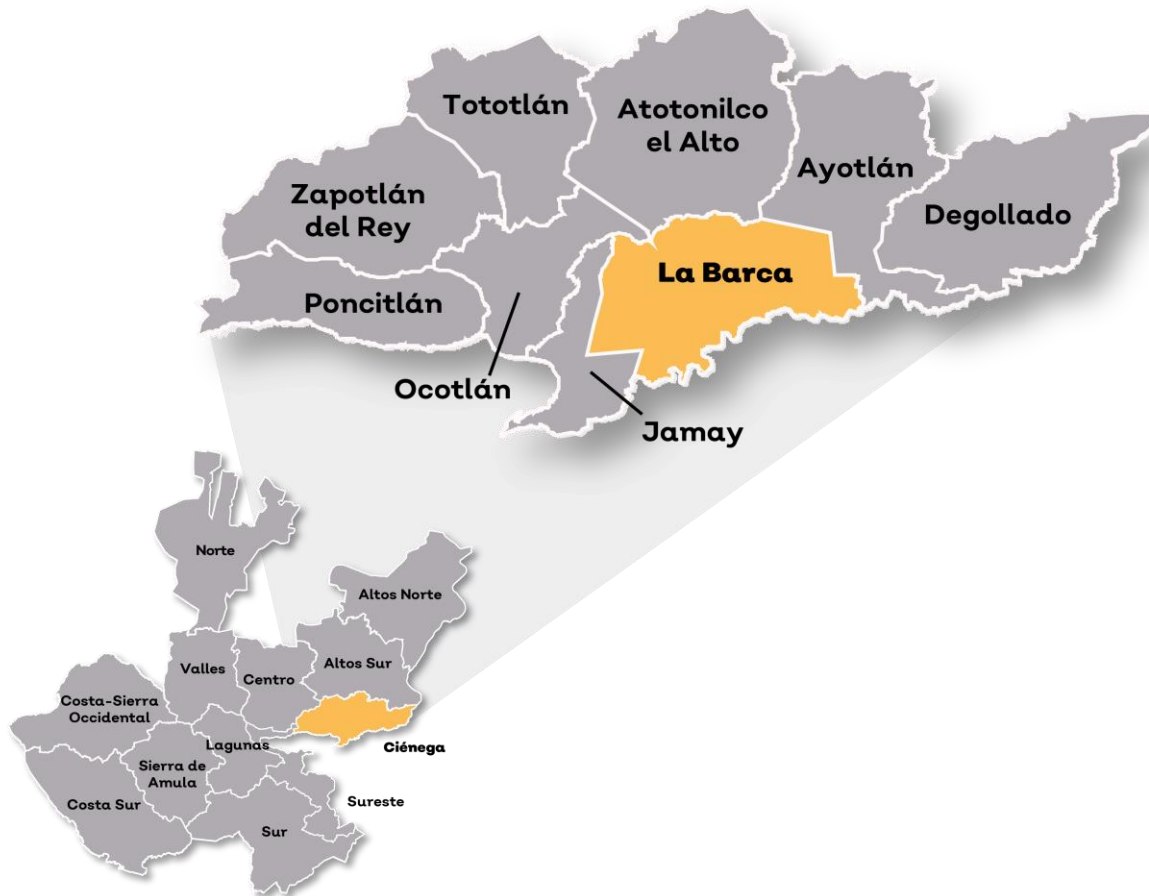 Tototlán
Atotonilco
el Alto
Ayotlán
Zapotlán
del Rey
Degollado
La Barca
Poncitlán
Ocotlán
Jamay
Norte
Altos Norte
Altos Sur
Valles
Centro
Costa-Sierra
Occidental
Lagunas
Ciénega
Sierra de
Amula
Costa Sur
Sureste
Sur